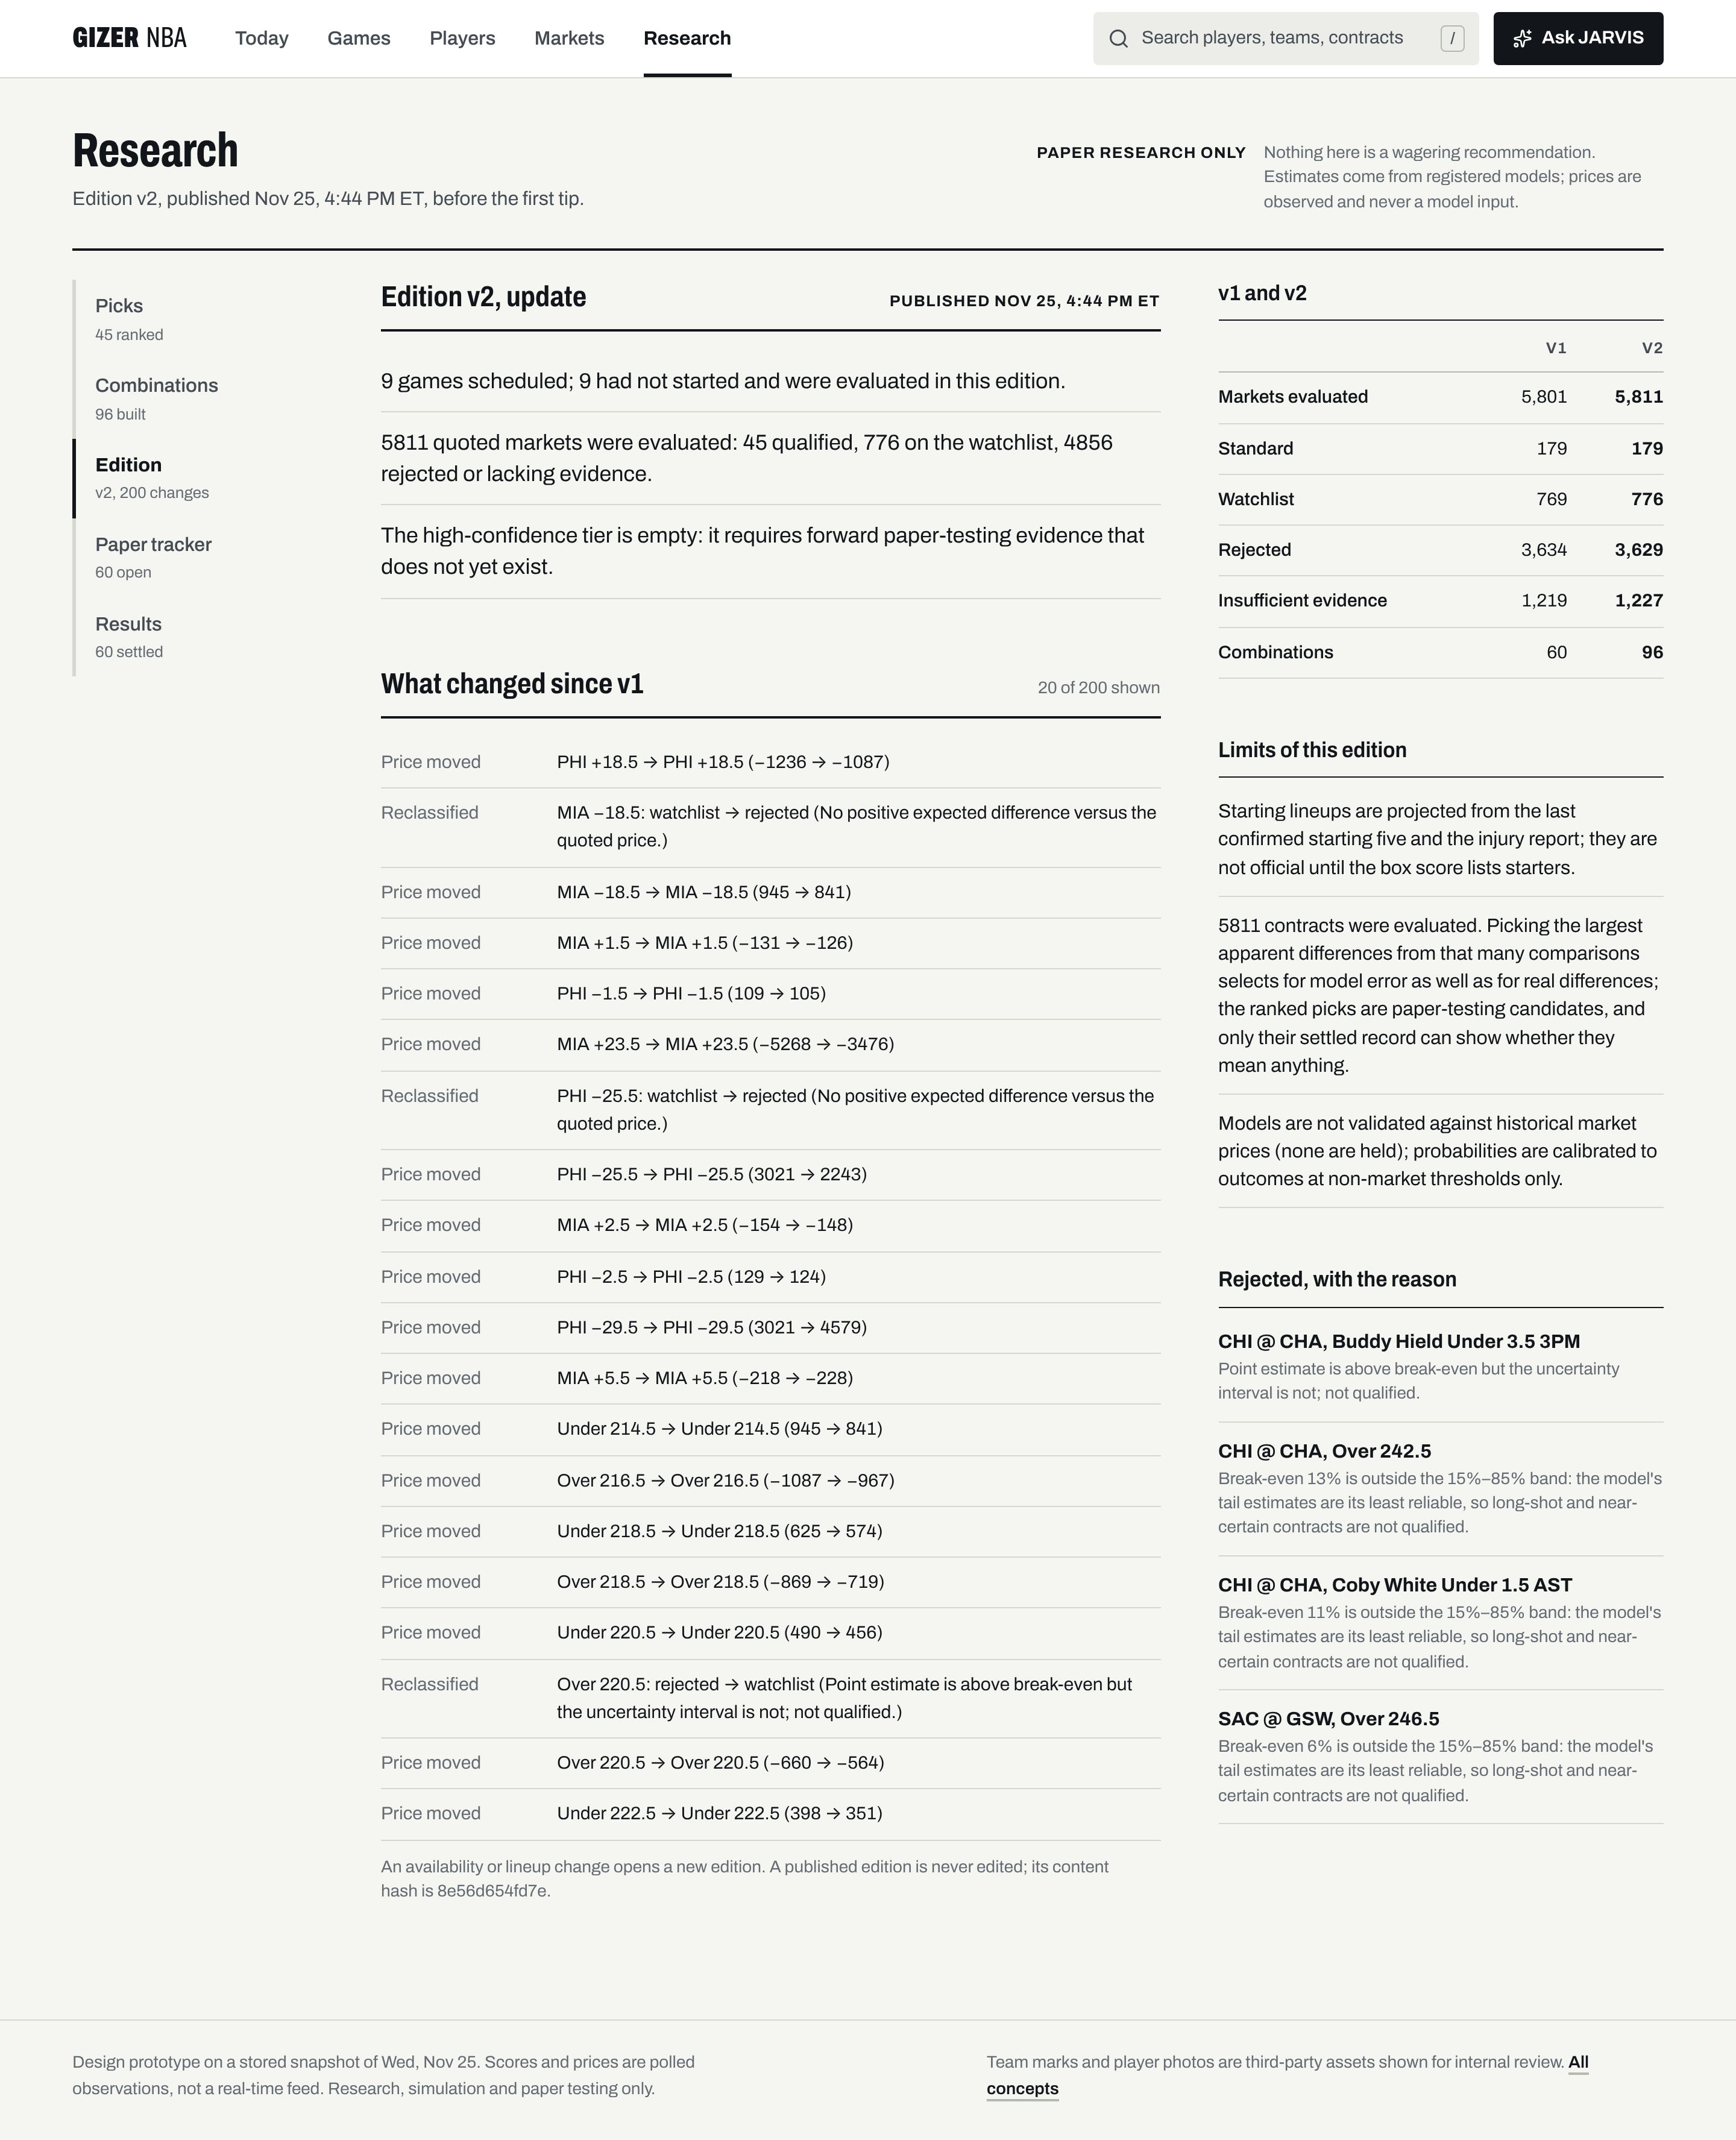 GIZER NBA
Today
Games
Players
Markets
Research
Search players, teams, contracts
/
Ask JARVIS
Research
Edition v2, published Nov 25, 4:44 PM ET, before the first tip.
PAPER RESEARCH ONLY
Nothing here is a wagering recommendation.
Estimates come from registered models; prices are
observed and never a model input.
Picks
45 ranked
Combinations
96 built
Edition
v2, 200 changes
Paper tracker
60 open
Results
60 settled
Edition v2, update
PUBLISHED NOV 25, 4:44 PM ET
9 games scheduled; 9 had not started and were evaluated in this edition.
5811 quoted markets were evaluated: 45 qualified, 776 on the watchlist, 4856
rejected or lacking evidence.
The high-confidence tier is empty: it requires forward paper-testing evidence that
does not yet exist.
What changed since v1
20 of 200 shown
Price moved PHI +18.5 → PHI +18.5 (−1236 → −1087)
Reclassified MIA −18.5: watchlist → rejected (No positive expected difference versus the
quoted price.)
Price moved MIA −18.5 → MIA −18.5 (945 → 841)
Price moved MIA +1.5 → MIA +1.5 (−131 → −126)
Price moved PHI −1.5 → PHI −1.5 (109 → 105)
Price moved MIA +23.5 → MIA +23.5 (−5268 → −3476)
Reclassified PHI −25.5: watchlist → rejected (No positive expected difference versus the
quoted price.)
Price moved PHI −25.5 → PHI −25.5 (3021 → 2243)
Price moved MIA +2.5 → MIA +2.5 (−154 → −148)
Price moved PHI −2.5 → PHI −2.5 (129 → 124)
Price moved PHI −29.5 → PHI −29.5 (3021 → 4579)
Price moved MIA +5.5 → MIA +5.5 (−218 → −228)
Price moved Under 214.5 → Under 214.5 (945 → 841)
Price moved Over 216.5 → Over 216.5 (−1087 → −967)
Price moved Under 218.5 → Under 218.5 (625 → 574)
Price moved Over 218.5 → Over 218.5 (−869 → −719)
Price moved Under 220.5 → Under 220.5 (490 → 456)
Reclassified Over 220.5: rejected → watchlist (Point estimate is above break-even but
the uncertainty interval is not; not qualified.)
Price moved Over 220.5 → Over 220.5 (−660 → −564)
Price moved Under 222.5 → Under 222.5 (398 → 351)
An availability or lineup change opens a new edition. A published edition is never edited; its content
hash is 8e56d654fd7e.
v1 and v2
V1 V2
Markets evaluated 5,801 5,811
Standard 179 179
Watchlist 769 776
Rejected 3,634 3,629
Insufficient evidence 1,219 1,227
Combinations 60 96
Limits of this edition
Starting lineups are projected from the last
confirmed starting five and the injury report; they are
not official until the box score lists starters.
5811 contracts were evaluated. Picking the largest
apparent differences from that many comparisons
selects for model error as well as for real differences;
the ranked picks are paper-testing candidates, and
only their settled record can show whether they
mean anything.
Models are not validated against historical market
prices (none are held); probabilities are calibrated to
outcomes at non-market thresholds only.
Rejected, with the reason
CHI @ CHA, Buddy Hield Under 3.5 3PM
Point estimate is above break-even but the uncertainty
interval is not; not qualified.
CHI @ CHA, Over 242.5
Break-even 13% is outside the 15%–85% band: the model's
tail estimates are its least reliable, so long-shot and near-
certain contracts are not qualified.
CHI @ CHA, Coby White Under 1.5 AST
Break-even 11% is outside the 15%–85% band: the model's
tail estimates are its least reliable, so long-shot and near-
certain contracts are not qualified.
SAC @ GSW, Over 246.5
Break-even 6% is outside the 15%–85% band: the model's
tail estimates are its least reliable, so long-shot and near-
certain contracts are not qualified.
Design prototype on a stored snapshot of Wed, Nov 25. Scores and prices are polled
observations, not a real-time feed. Research, simulation and paper testing only.
Team marks and player photos are third-party assets shown for internal review. All
concepts